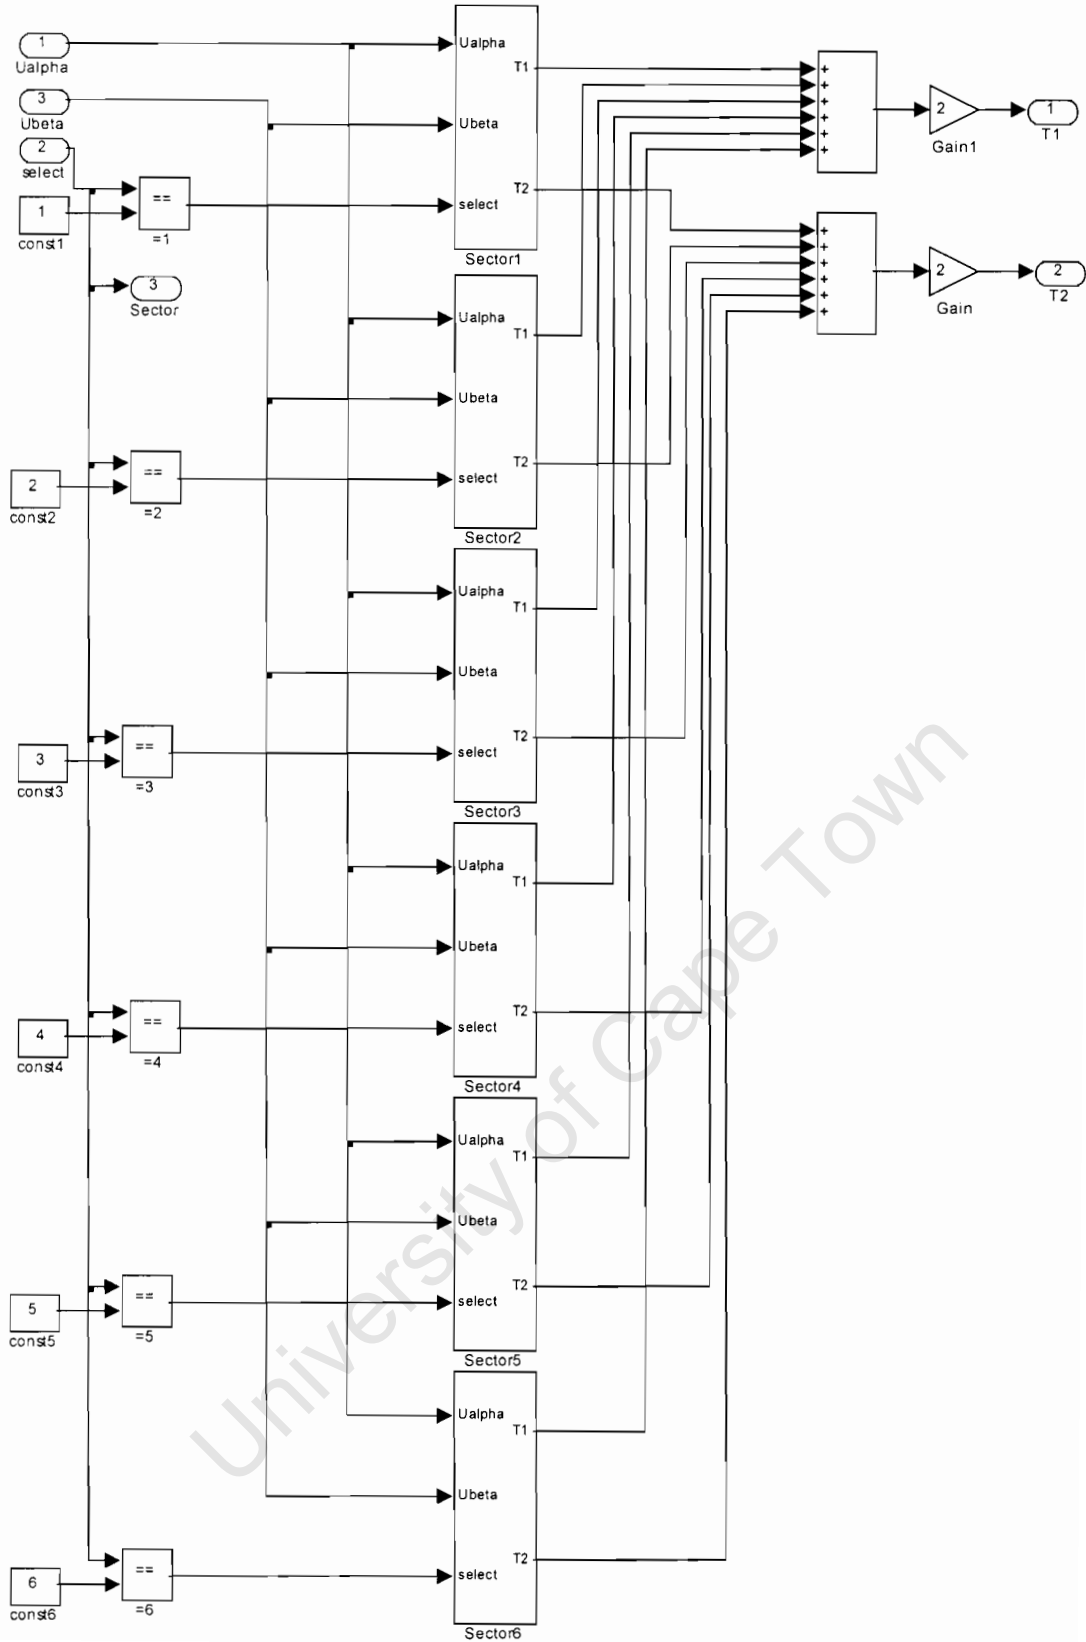 1
Ualpha
3
Ubeta
2
select
1
const1
==
=1
3
Sector
Ualpha
Ubeta
select
T1
T2
Sector1
+
+
+
+
+
+
2
Gain1
1
T1
+
+
+
+
+
+
2
Gain
2
T2
2
const2
==
=2
Ualpha
Ubeta
select
T1
T2
Sector2
3
const3
==
=3
Ualpha
Ubeta
select
T1
T2
Sector3
4
const4
==
=4
Ualpha
Ubeta
select
T1
T2
Sector4
5
const5
==
=5
Ualpha
Ubeta
select
T1
T2
Sector5
6
const6
==
=6
Ualpha
Ubeta
select
T1
T2
Sector6
University of Cape Town